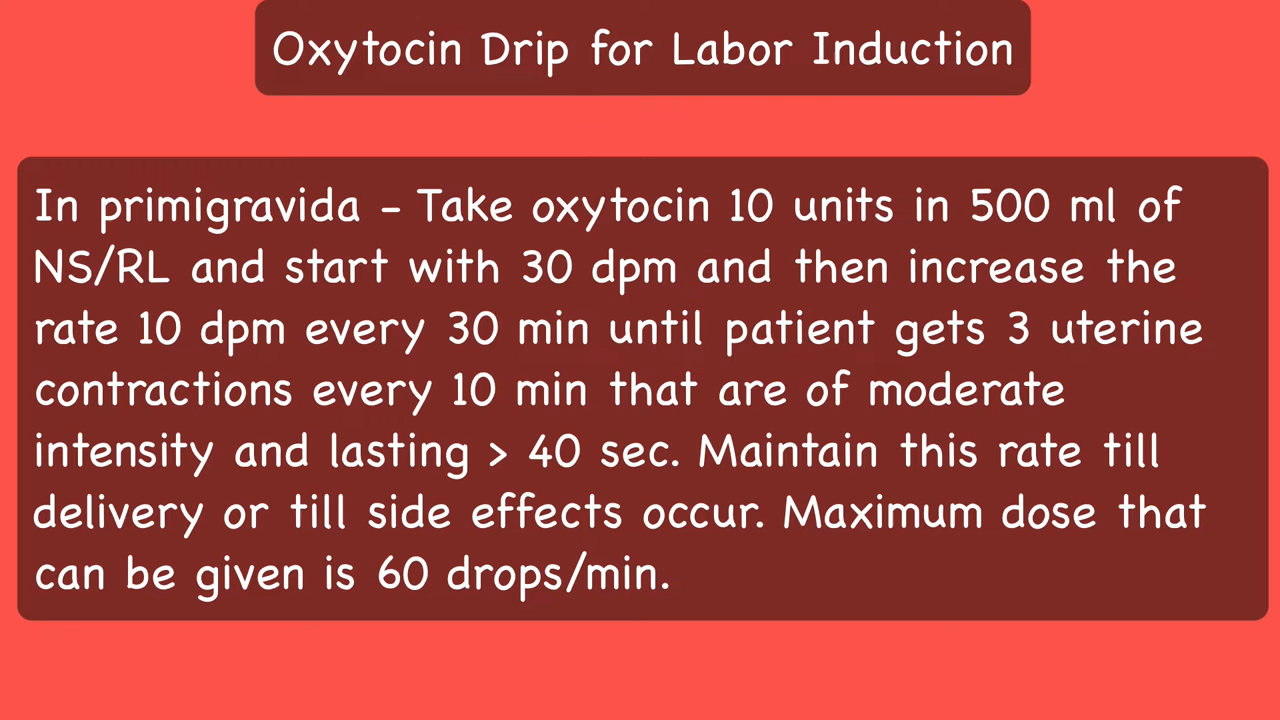 Oxytocin Drip for Labor Induction
In primigravida - Take oxytocin 10 units in 500 ml of
NS/RL and start with 30 dpm and then increase the
rate 10 dpm every 30 min until patient gets 3 uterine
contractions every 10 min that are of moderate
intensity and lasting > 40 sec. Maintain this rate till
delivery or till side effects occur. Maximum dose that
can be given is 60 drops/min.